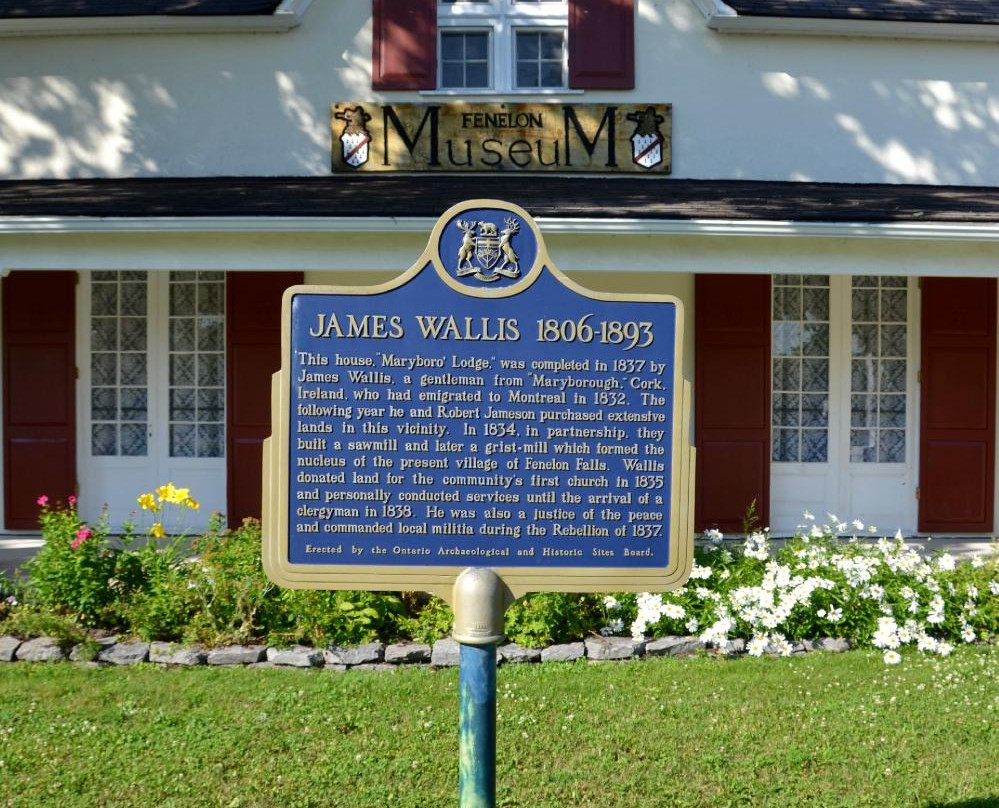 FENELON
MUSEUM
JAMES WALLIS 1806-1893
This house, "Maryboro' Lodge," was completed in 1837 by
James Wallis, a gentleman from "Maryborough," Cork,
Ireland, who had emigrated to Montreal in 1832. The
following year he and Robert Jameson purchased extensive
lands in this vicinity. In 1834, in partnership, they
built a sawmill and later a grist-mill which formed the
nucleus of the present village of Fenelon Falls. Wallis
donated land for the community's first church in 1835
and personally conducted services until the arrival of a
clergyman in 1838. He was also a justice of the peace
and commanded local militia during the Rebellion of 1837.
Erected by the Ontario Archaeological and Historic Sites Board.